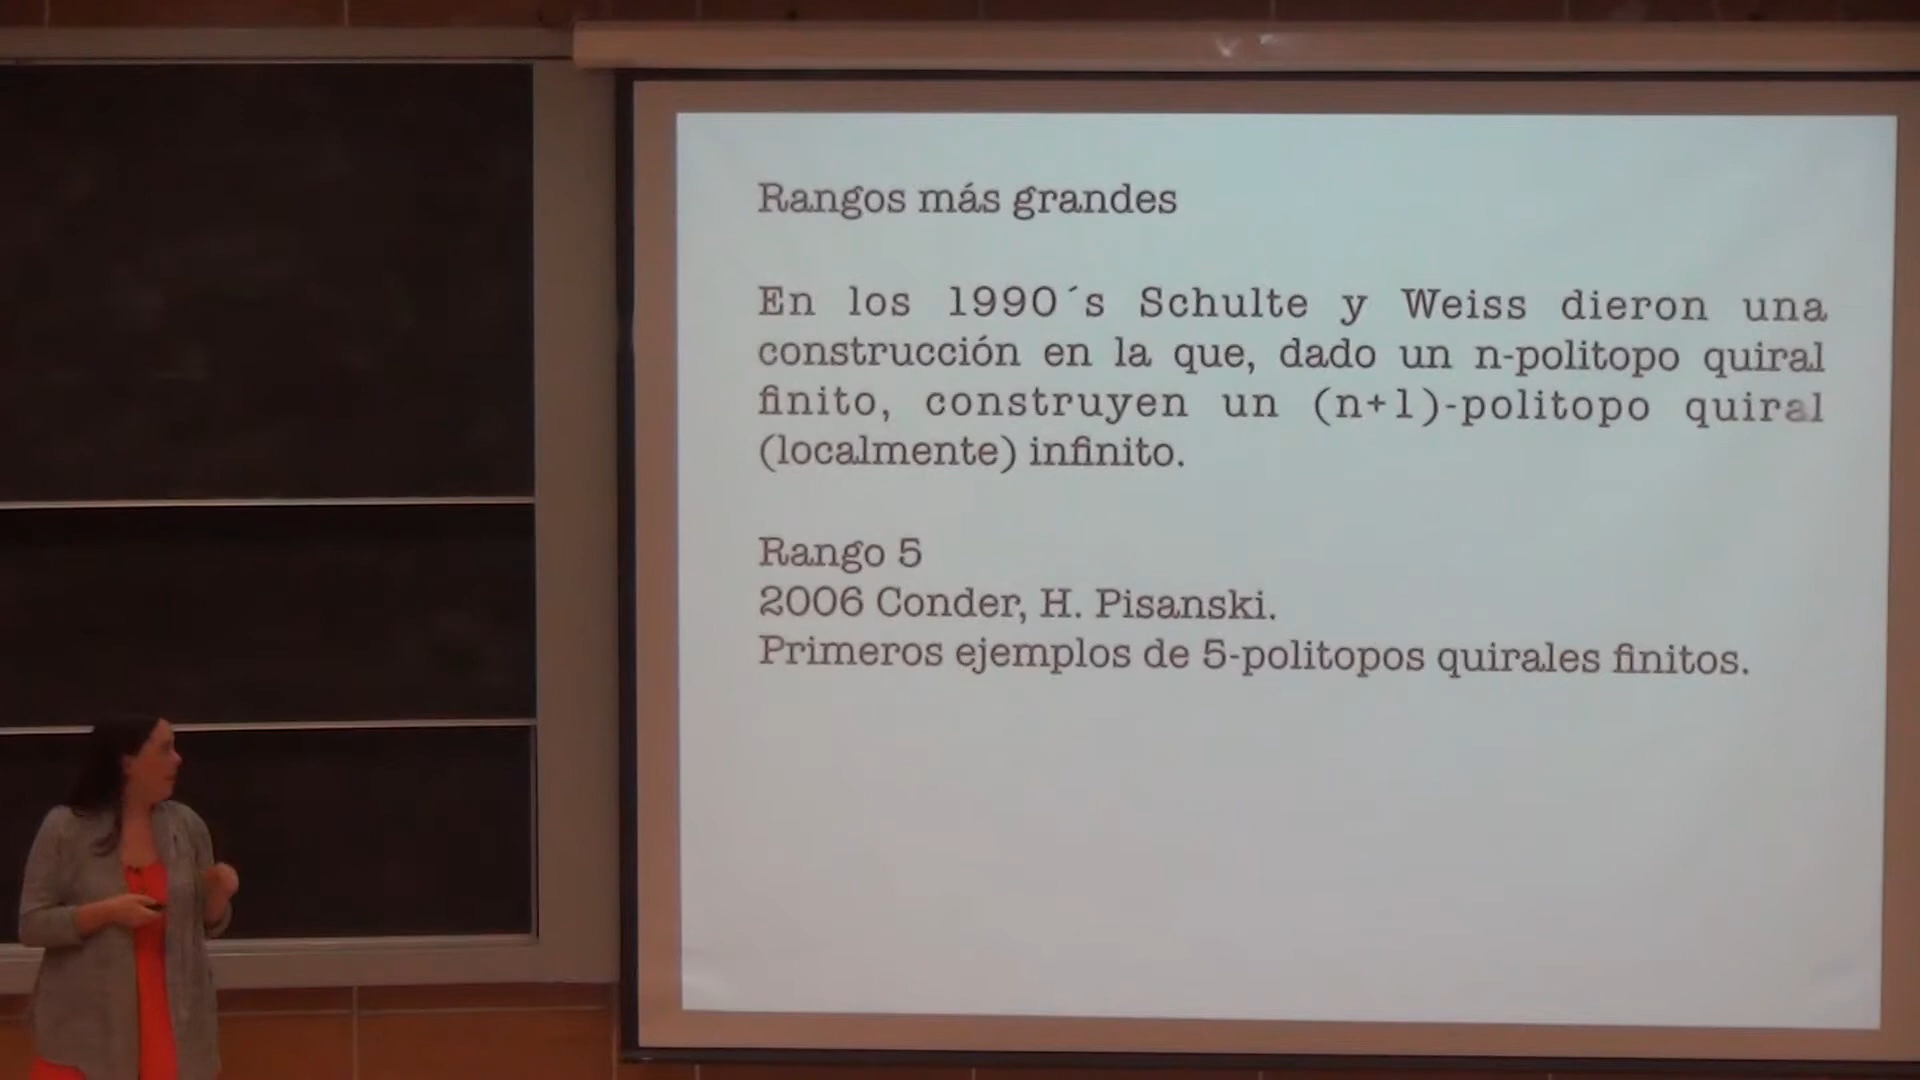 Rangos más grandes
En los 1990´s Schulte y Weiss dieron una
construcción en la que, dado un n-politopo quiral
finito, construyen un (n+1)-politopo quiral
(localmente) infinito.
Rango 5
2006 Conder, H. Pisanski.
Primeros ejemplos de 5-politopos quirales finitos.